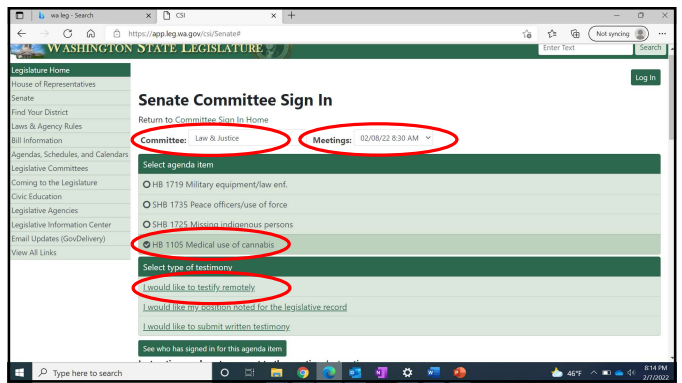 wa leg - Search
CSI
https://app.leg.wa.gov/csi/Senate#
Not syncing
WASHINGTON STATE LEGISLATURE
Enter Text
Search
Legislature Home
House of Representatives
Senate
Find Your District
Laws & Agency Rules
Bill Information
Agendas, Schedules, and Calendars
Legislative Committees
Coming to the Legislature
Civic Education
Legislative Agencies
Legislative Information Center
Email Updates (GovDelivery)
View All Links
Log In
Senate Committee Sign In
Return to Committee Sign In Home
Committee: Law & Justice Meetings: 02/08/22 8:30 AM
Select agenda item
HB 1719 Military equipment/law enf.
SHB 1735 Peace officers/use of force
SHB 1725 Missing indigenous persons
HB 1105 Medical use of cannabis
Select type of testimony
I would like to testify remotely
I would like my position noted for the legislative record
I would like to submit written testimony
See who has signed in for this agenda item
Type here to search
46°F
8:14 PM
2/7/2022